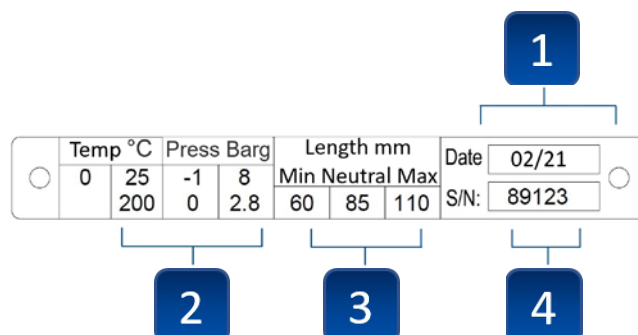 1
Temp °C Press Barg Length mm Date 02/21
0 25 -1 8 Min Neutral Max
200 0 2.8 60 85 110 S/N: 89123
2 3 4